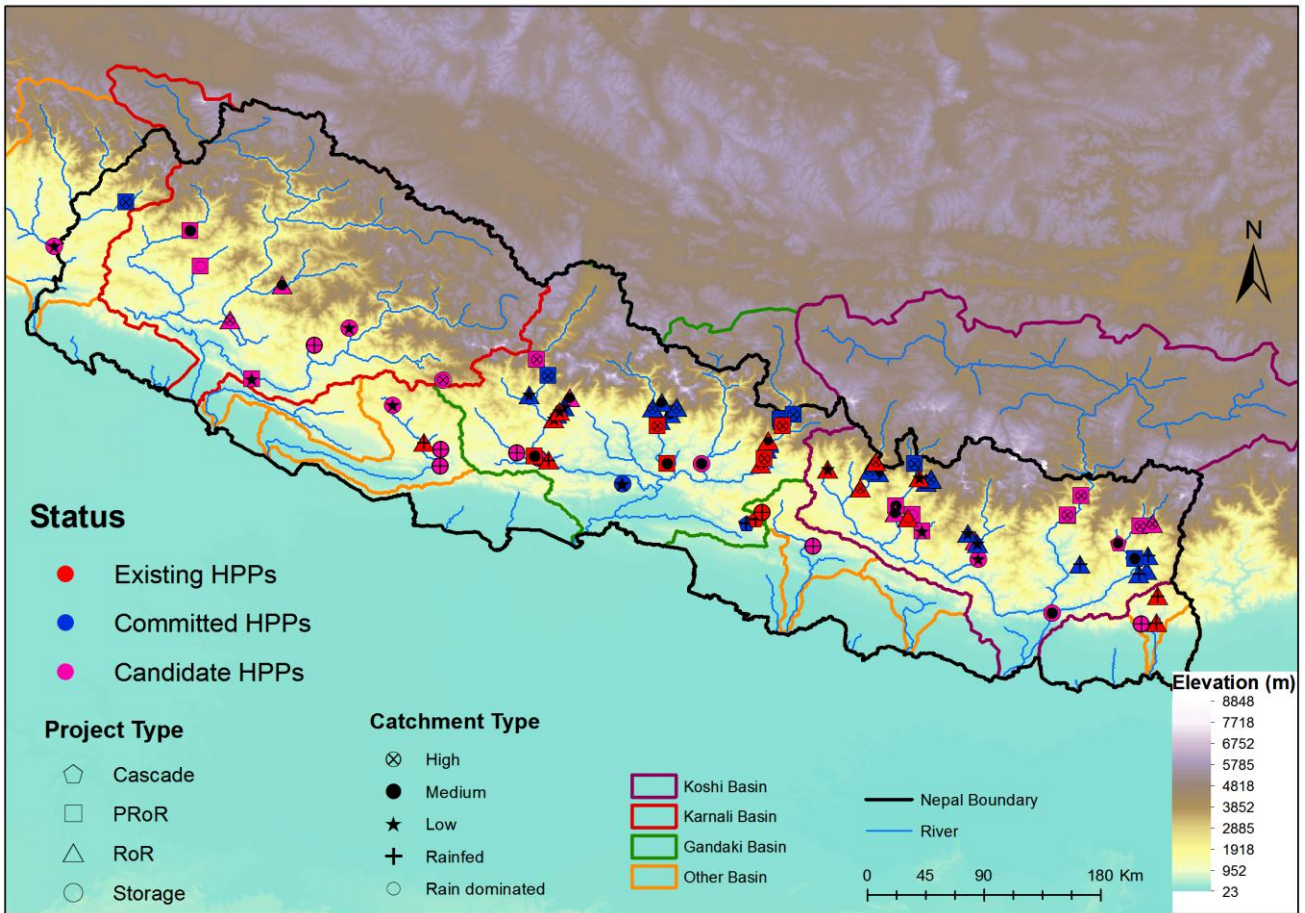 N
Status
Existing HPPs
Committed HPPs
Candidate HPPs
Project Type
Cascade
PRoR
RoR
Storage
Catchment Type
High
Medium
Low
Rainfed
Rain dominated
Koshi Basin
Karnali Basin
Gandaki Basin
Other Basin
Nepal Boundary
River
0 45 90 180 Km
Elevation (m)
8848
7718
6752
5785
4818
3852
2885
1918
952
23